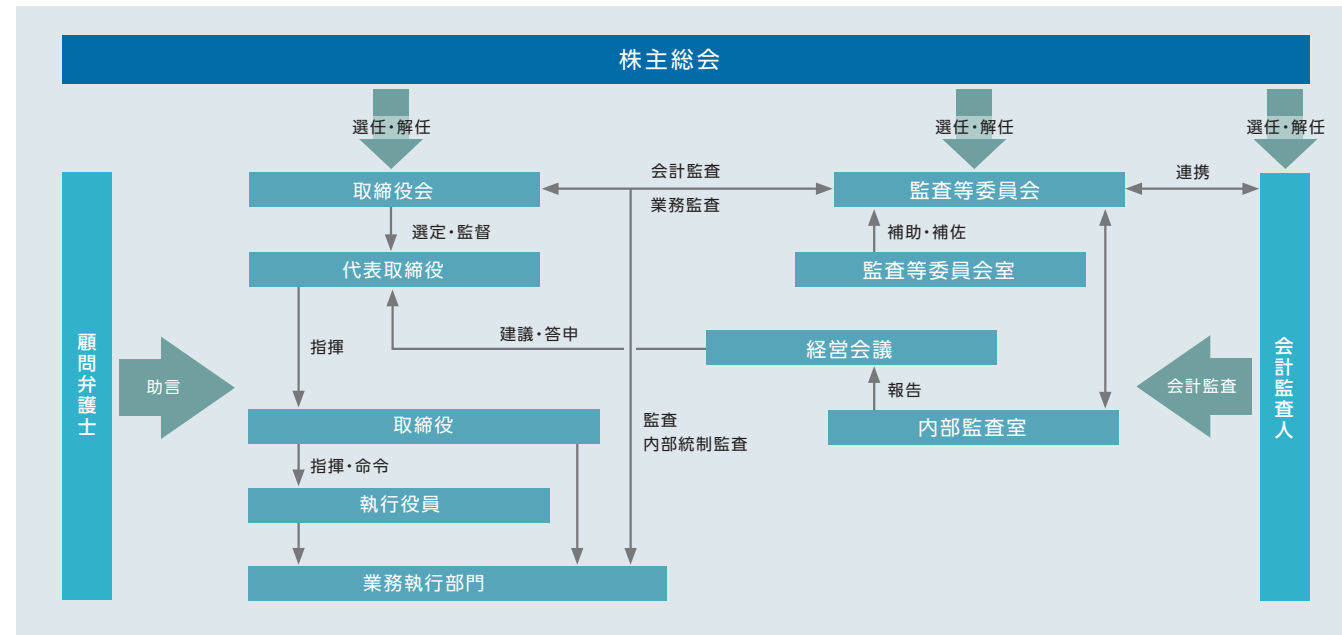 株主総会
選任・解任
選任・解任
選任・解任
取締役会
会計監査
業務監査
監査等委員会
連携
選定・監督
補助・補佐
代表取締役
監査等委員会室
顧問弁護士
助言
指揮
建議・答申
経営会議
報告
会計監査
会計監査人
取締役
監査
内部統制監査
内部監査室
指揮・命令
執行役員
業務執行部門